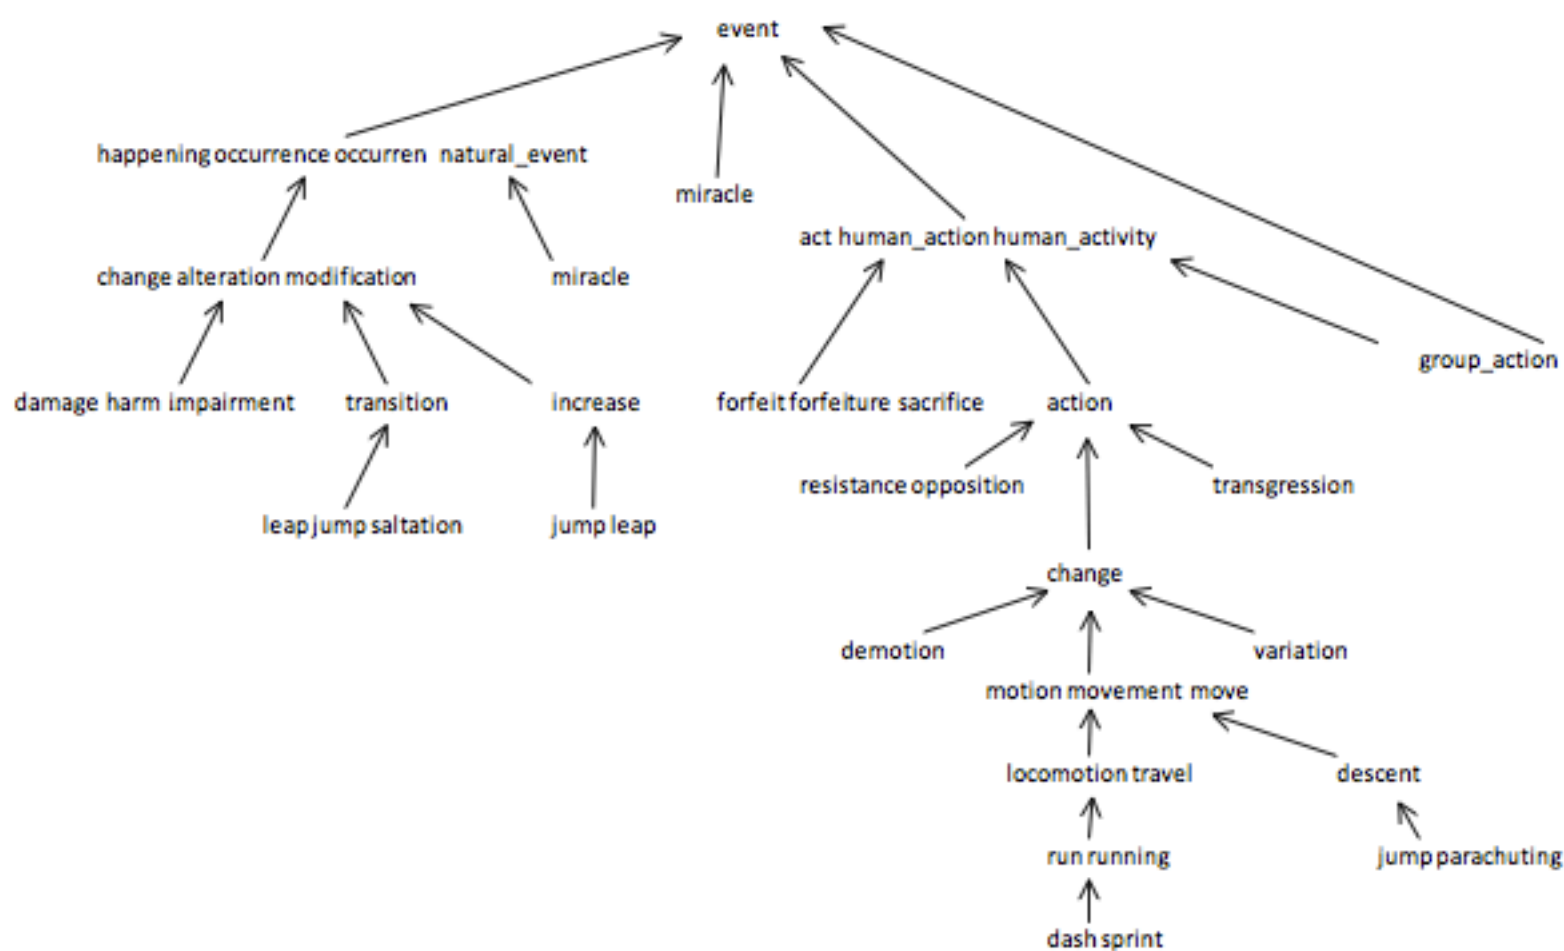 event
happening occurrence occurren natural_event
miracle
act human_action human_activity
change alteration modification
miracle
group_action
damage harm impairment
transition
increase
forfeit forfeiture sacrifice
action
resistance opposition
transgression
leap jump saltation
jump leap
change
demotion
variation
motion movement move
locomotion travel
descent
run running
jump parachuting
dash sprint